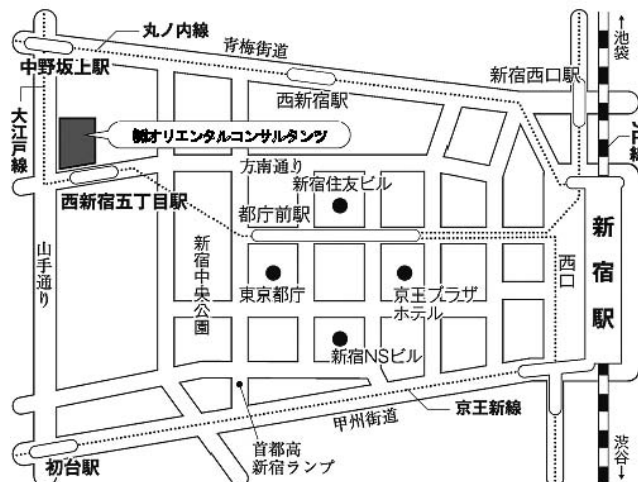 丸ノ内線
青梅街道
↑池袋
中野坂上駅
西新宿駅
新宿西口駅
大江戸線
㈱オリエンタルコンサルタンツ
方南通り
新宿住友ビル
西新宿五丁目駅
都庁前駅
山手通り
新宿中央公園
東京都庁
京王プラザ
ホテル
西口
新宿駅
新宿NSビル
京王新線
甲州街道
首都高
新宿ランプ
初台駅
渋谷↓